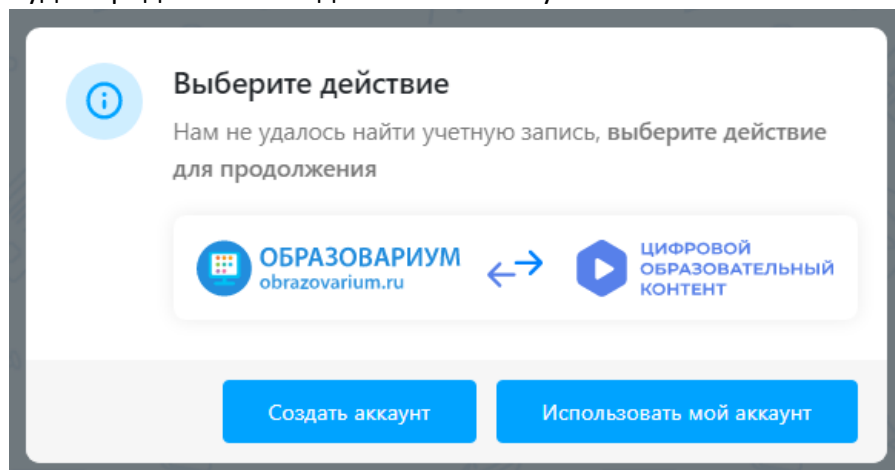 Выберите действие
Нам не удалось найти учетную запись, выберите действие
для продолжения
ОБРАЗОВАРИУМ
obrazovarium.ru
ЦИФРОВОЙ
ОБРАЗОВАТЕЛЬНЫЙ
КОНТЕНТ
Создать аккаунт
Использовать мой аккаунт